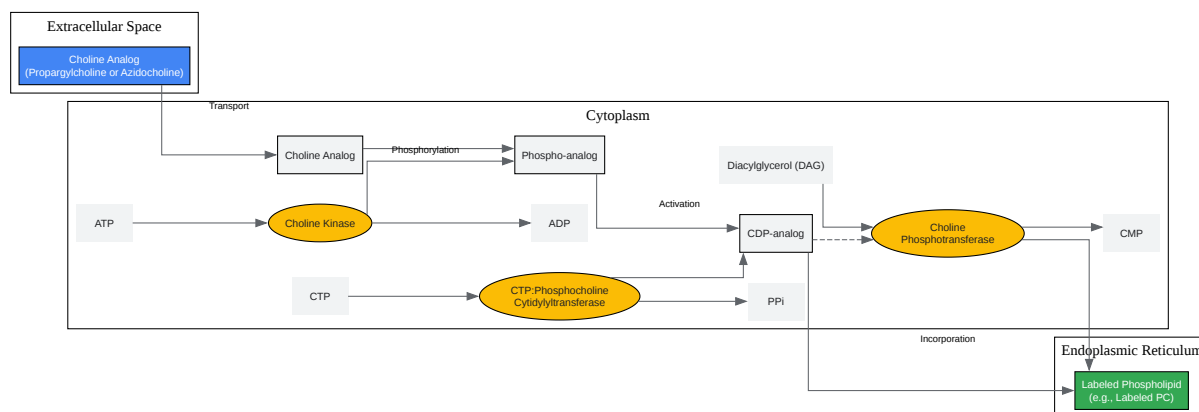 Extracellular Space
Choline Analog
(Propargylcholine or Azidocholine)
Transport
Cytoplasm
Choline Analog
Phosphorylation
Phospho-analog
Diacylglycerol (DAG)
ATP
Choline Kinase
ADP
Activation
CDP-analog
Choline
Phosphotransferase
CMP
CTP
CTP:Phosphocholine
Cytidylyltransferase
PPi
Incorporation
Endoplasmic Reticulum
Labeled Phospholipid
(e.g., Labeled PC)